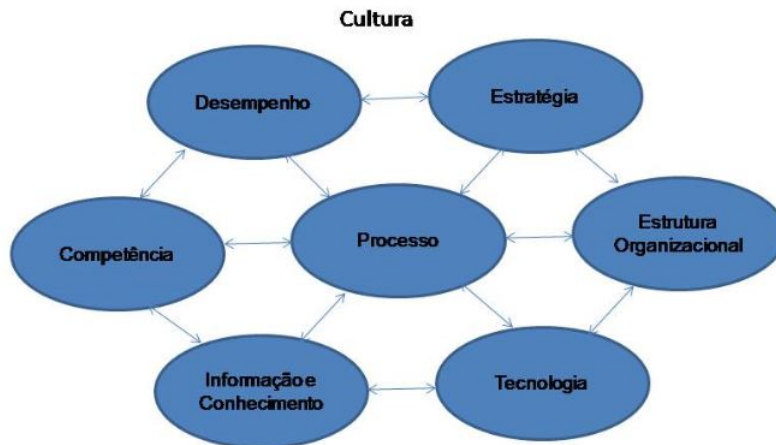 Cultura
Desempenho
Estratégia
Competência
Processo
Estrutura
Organizacional
Informação e
Conhecimento
Tecnologia